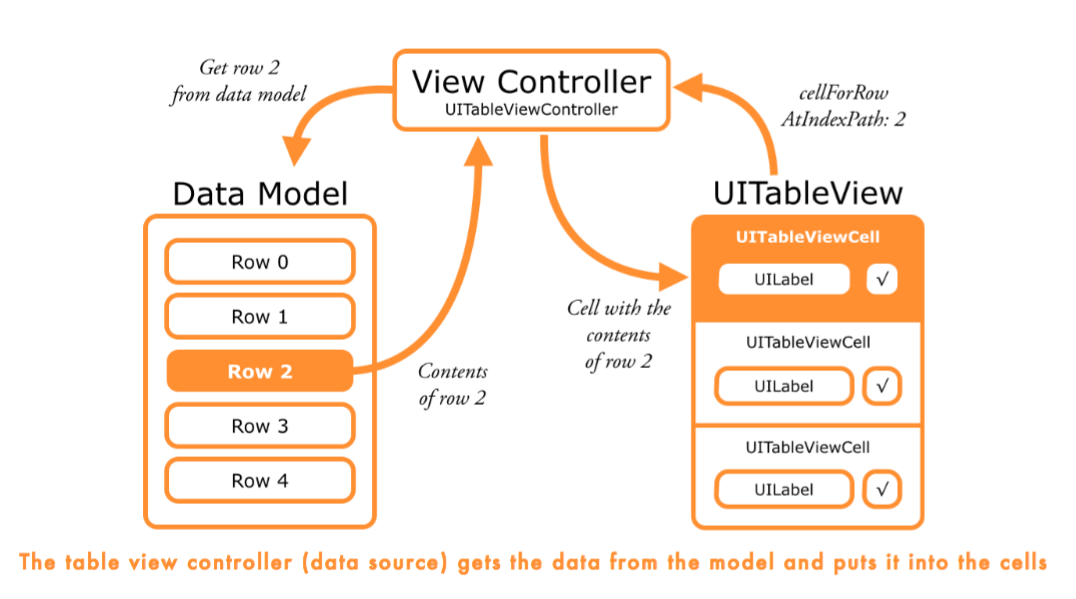 View Controller
UITableViewController
Get row 2
from data model
cellForRow
AtIndexPath: 2
Data Model
Row 0
Row 1
Row 2
Row 3
Row 4
Contents
of row 2
Cell with the
contents
of row 2
UITableView
UITableViewCell
UILabel √
UITableViewCell
UILabel √
UITableViewCell
UILabel √
The table view controller (data source) gets the data from the model and puts it into the cells